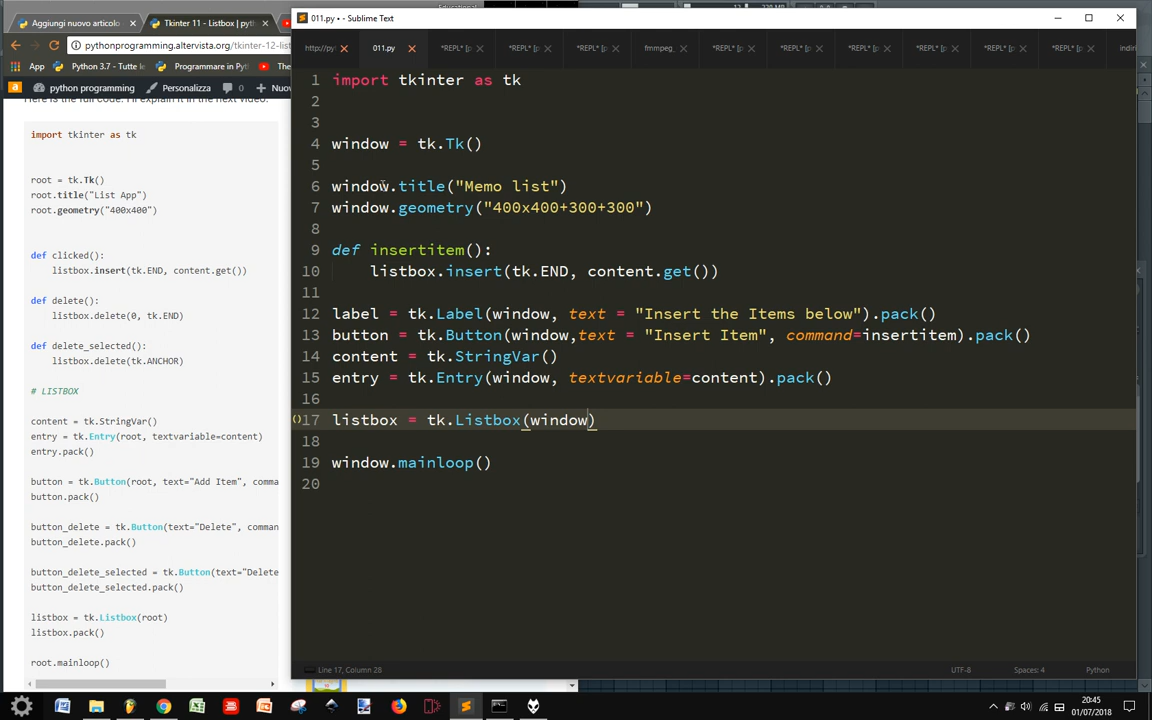 Aggiungi nuovo articolo
Tkinter 11 - Listbox | pyth
011.py • - Sublime Text
pythonprogramming.altervista.org/tkinter-12-list
App Python 3.7 - Tutte le Programmare in Pyt The
python programming Personalizza 0 Nuov
http://py 011.py *REPL* [p *REPL* [p *REPL* [p fmmpeg_ *REPL* [p *REPL* [p *REPL* [p *REPL* [p *REPL* [p *REPL* [p Indiri
Here is the full code. I'll explain it in the next video.
import tkinter as tk
root = tk.Tk()
root.title("List App")
root.geometry("400x400")
def clicked():
listbox.insert(tk.END, content.get())
def delete():
listbox.delete(0, tk.END)
def delete_selected():
listbox.delete(tk.ANCHOR)
# LISTBOX
content = tk.StringVar()
entry = tk.Entry(root, textvariable=content)
entry.pack()
button = tk.Button(root, text="Add Item", comma
button.pack()
button_delete = tk.Button(text="Delete", comman
button_delete.pack()
button_delete_selected = tk.Button(text="Delete
button_delete_selected.pack()
listbox = tk.Listbox(root)
listbox.pack()
root.mainloop()
1 import tkinter as tk
2
3
4 window = tk.Tk()
5
6 window.title("Memo list")
7 window.geometry("400x400+300+300")
8
9 def insertitem():
10 listbox.insert(tk.END, content.get())
11
12 label = tk.Label(window, text = "Insert the Items below").pack()
13 button = tk.Button(window,text = "Insert Item", command=insertitem).pack()
14 content = tk.StringVar()
15 entry = tk.Entry(window, textvariable=content).pack()
16
17 listbox = tk.Listbox(window)
18
19 window.mainloop()
20
Line 17, Column 28 UTF-8 Spaces: 4 Python
20:45
01/07/2018